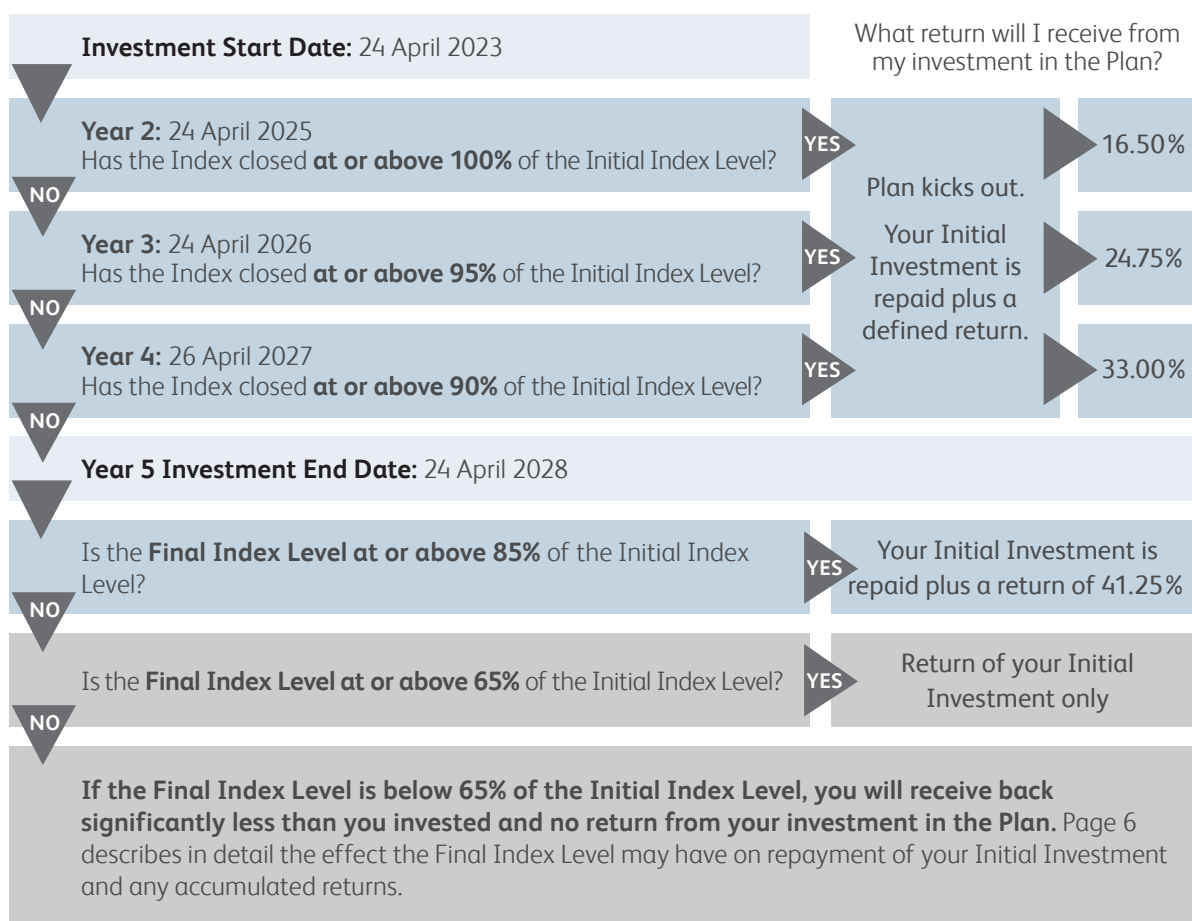 Investment Start Date: 24 April 2023
What return will I receive from
my investment in the Plan?
Year 2: 24 April 2025
Has the Index closed at or above 100% of the Initial Index Level?
YES
16.50%
NO
Plan kicks out.
Your Initial
Investment is
repaid plus a
defined return.
Year 3: 24 April 2026
Has the Index closed at or above 95% of the Initial Index Level?
YES
24.75%
NO
Year 4: 26 April 2027
Has the Index closed at or above 90% of the Initial Index Level?
YES
33.00%
NO
Year 5 Investment End Date: 24 April 2028
Is the Final Index Level at or above 85% of the Initial Index
Level?
YES
Your Initial Investment is
repaid plus a return of 41.25%
NO
Is the Final Index Level at or above 65% of the Initial Index Level?
YES
Return of your Initial
Investment only
NO
If the Final Index Level is below 65% of the Initial Index Level, you will receive back
significantly less than you invested and no return from your investment in the Plan. Page 6
describes in detail the effect the Final Index Level may have on repayment of your Initial Investment
and any accumulated returns.